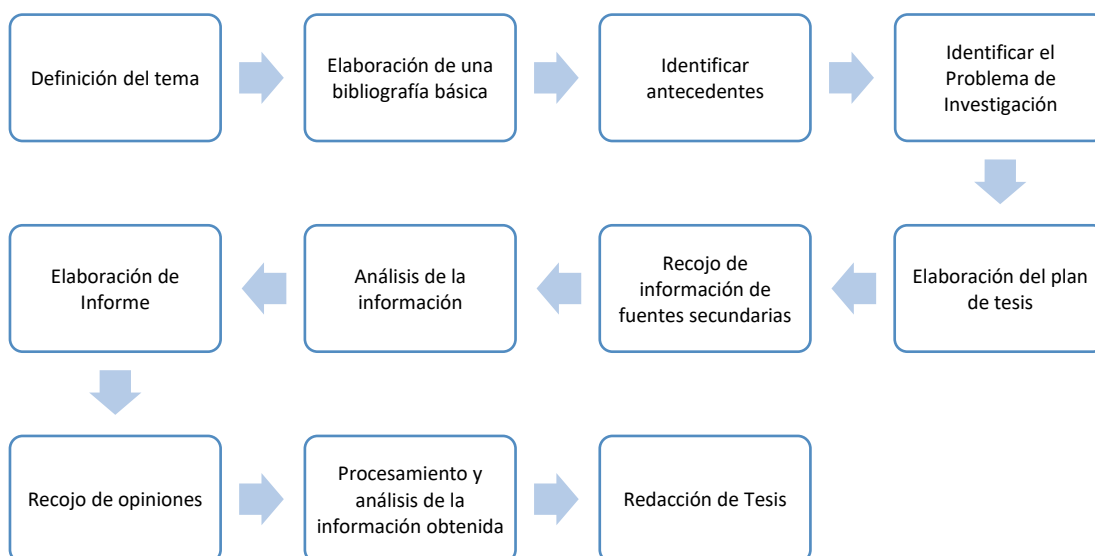 Definición del tema
Elaboración de una
bibliografía básica
Identificar
antecedentes
Identificar el
Problema de
Investigación
Elaboración del plan
de tesis
Recojo de
información de
fuentes secundarias
Análisis de la
información
Elaboración de
Informe
Recojo de opiniones
Procesamiento y
análisis de la
información obtenida
Redacción de Tesis